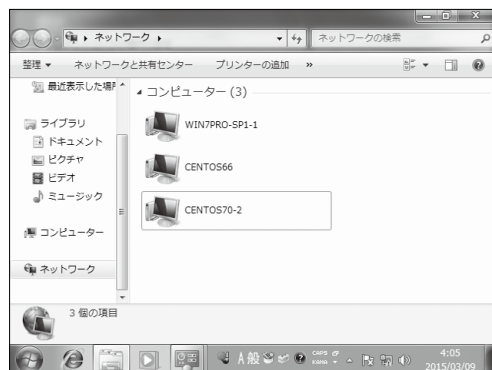 ネットワーク
ネットワークの検索
整理
ネットワークと共有センター
プリンターの追加
»
最近表示した場所
コンピューター (3)
ライブラリ
ドキュメント
ピクチャ
ビデオ
ミュージック
コンピューター
ネットワーク
WIN7PRO-SP1-1
CENTOS66
CENTOS70-2
3 個の項目
A 般
CAPS
KANA
4:05
2015/03/09